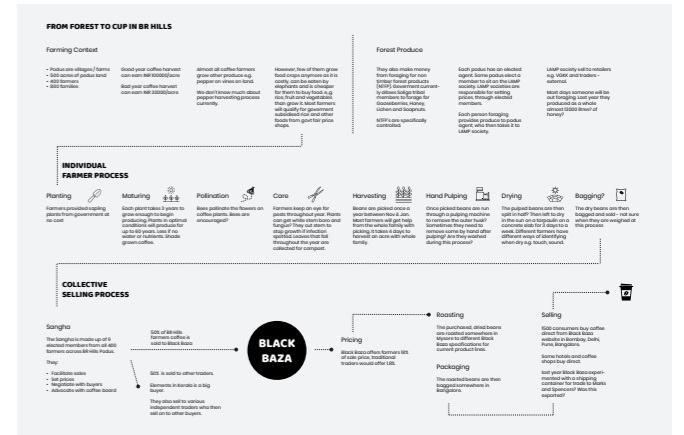 FROM FOREST TO CUP IN BR HILLS
Farming Context
- Podus are villages / farms
- 500 acres of podus land
- 400 farmers
- 800 families
Good year coffee harvest
can earn INR 100000/acre
Bad year coffee harvest
can earn INR 10000/acre
Almost all coffee farmers
grow other produce e.g.
pepper on vines on land.
We don't know much about
pepper harvesting process
currently.
However, few of them grow
food crops anymore as it is
costly, can be eaten by
elephants and is cheaper
for them to buy food. e.g.
rice, fruit and vegetables
than grow it. Most farmers
will qualify for goverment
subsidised rice and other
foods from govt fair price
shops.
Forest Produce
They also make money
from foraging for non
timber forest products
(NTFP). Goverment current-
ly allows Soliga tribal
members to forage for
Gooseberries, Honey,
Lichen and Soapnuts.
NTFP's are specifically
controlled.
Each podus has an elected
agent. Some podus elect a
member to sit on the LAMP
society. LAMP societies are
responsible for setting
prices, through elected
members.
Each person foraging
provides produce to podus
agent, who then takes it to
LAMP society.
LAMP society sell to retailers
e.g. VGKK and traders -
external.
Most days someone will be
out foraging. Last year they
produced as a whole
almost 13000 litres? of
honey?
INDIVIDUAL
FARMER PROCESS
Planting
Farmers provided sapling
plants from government at
no cost
Maturing
Each plant takes 3 years to
grow enough to begin
producing. Plants in optimal
conditions will produce for
up to 60 years. Less if no
water or nutrients. Shade
grown coffee.
Pollination
Bees pollinate the flowers on
coffee plants. Bees are
encouraged?
Care
Farmers keep an eye for
pests throughout year. Plants
can get white stem bora and
fungus? They cut stem to
stop growth if infection
spotted. Leaves that fall
throughout the year are
collected for compost.
Harvesting
Beans are picked once a
year between Nov & Jan.
Most farmers will get help
from the whole family with
picking. It takes 6 days to
harvest an acre with whole
family.
Hand Pulping
Once picked beans are run
through a pulping machine
to remove the outer husk?
Sometimes they need to
remove some by hand after
pulping? Are they washed
during this process?
Drying
The pulped beans are then
split in half? Then left to dry
in the sun on a tarpaulin on a
concrete slab for 3 days to a
week. Different farmers have
different ways of identifying
when dry e.g. touch, sound.
Bagging?
The dry beans are then
bagged and sold - not sure
when they are weighed at
this process
COLLECTIVE
SELLING PROCESS
Sangha
The Sangha is made up of 9
elected members from all 400
farmers across BR Hills Podus.
They:
- Facilitate sales
- Set prices
- Negotiate with buyers
- Advocate with coffee board
50% of BR Hills
farmers coffee is
sold to Black Baza
50% is sold to other traders.
Elements in Kerala is a big
buyer.
They also sell to various
independent traders who then
sell on to other buyers.
BLACK
BAZA
Pricing
Black Baza offers farmers 18%
of sale price, traditional
traders would offer 1.8%.
Roasting
The purchased, dried beans
are roasted somewhere in
Mysore to different Black
Baza specifications for
current product lines.
Packaging
The roasted beans are then
bagged somewhere in
Bangalore.
Selling
1500 consumers buy coffee
direct from Black Baza
website in Bombay, Delhi,
Pune, Bangalore.
Some hotels and coffee
shops buy direct.
last year Black Baza experi-
mented with a shipping
container for trade to Marks
and Spencers? Was this
exported?